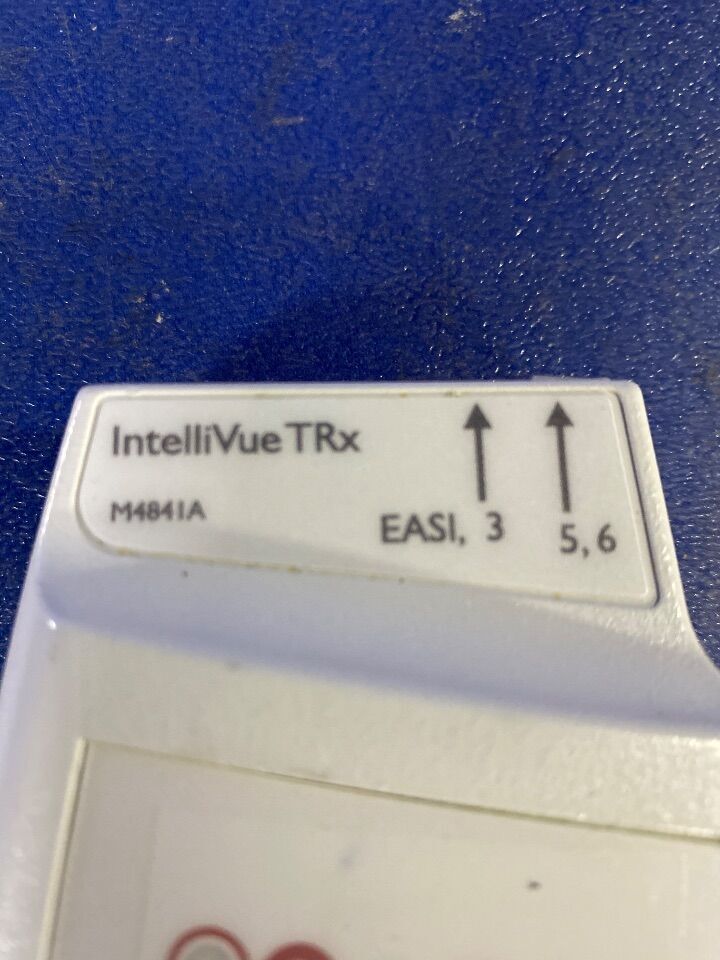 IntelliVue TRx
M4841A
EASI, 3
5, 6